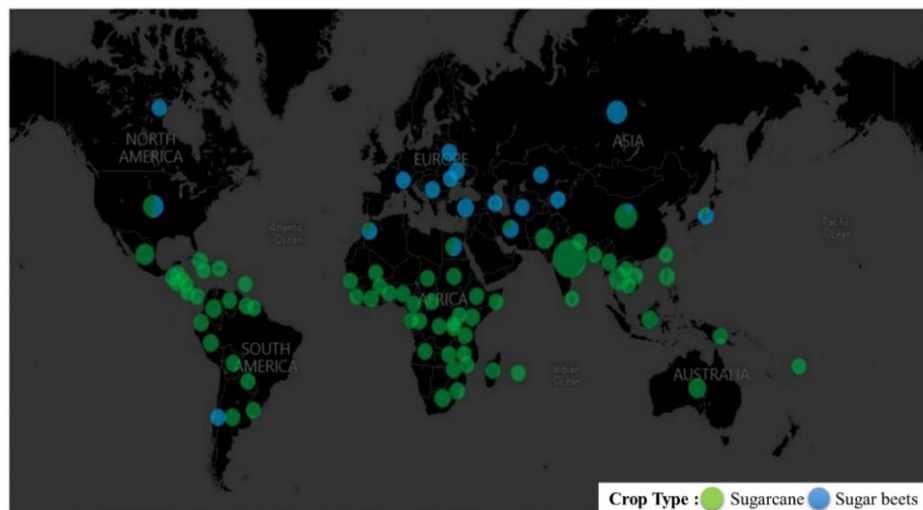 NORTH
AMERICA
EUROPE
ASIA
Atlantic
Ocean
Pacific
Ocean
AFRICA
SOUTH
AMERICA
Indian
Ocean
AUSTRALIA
Crop Type : Sugarcane Sugar beets